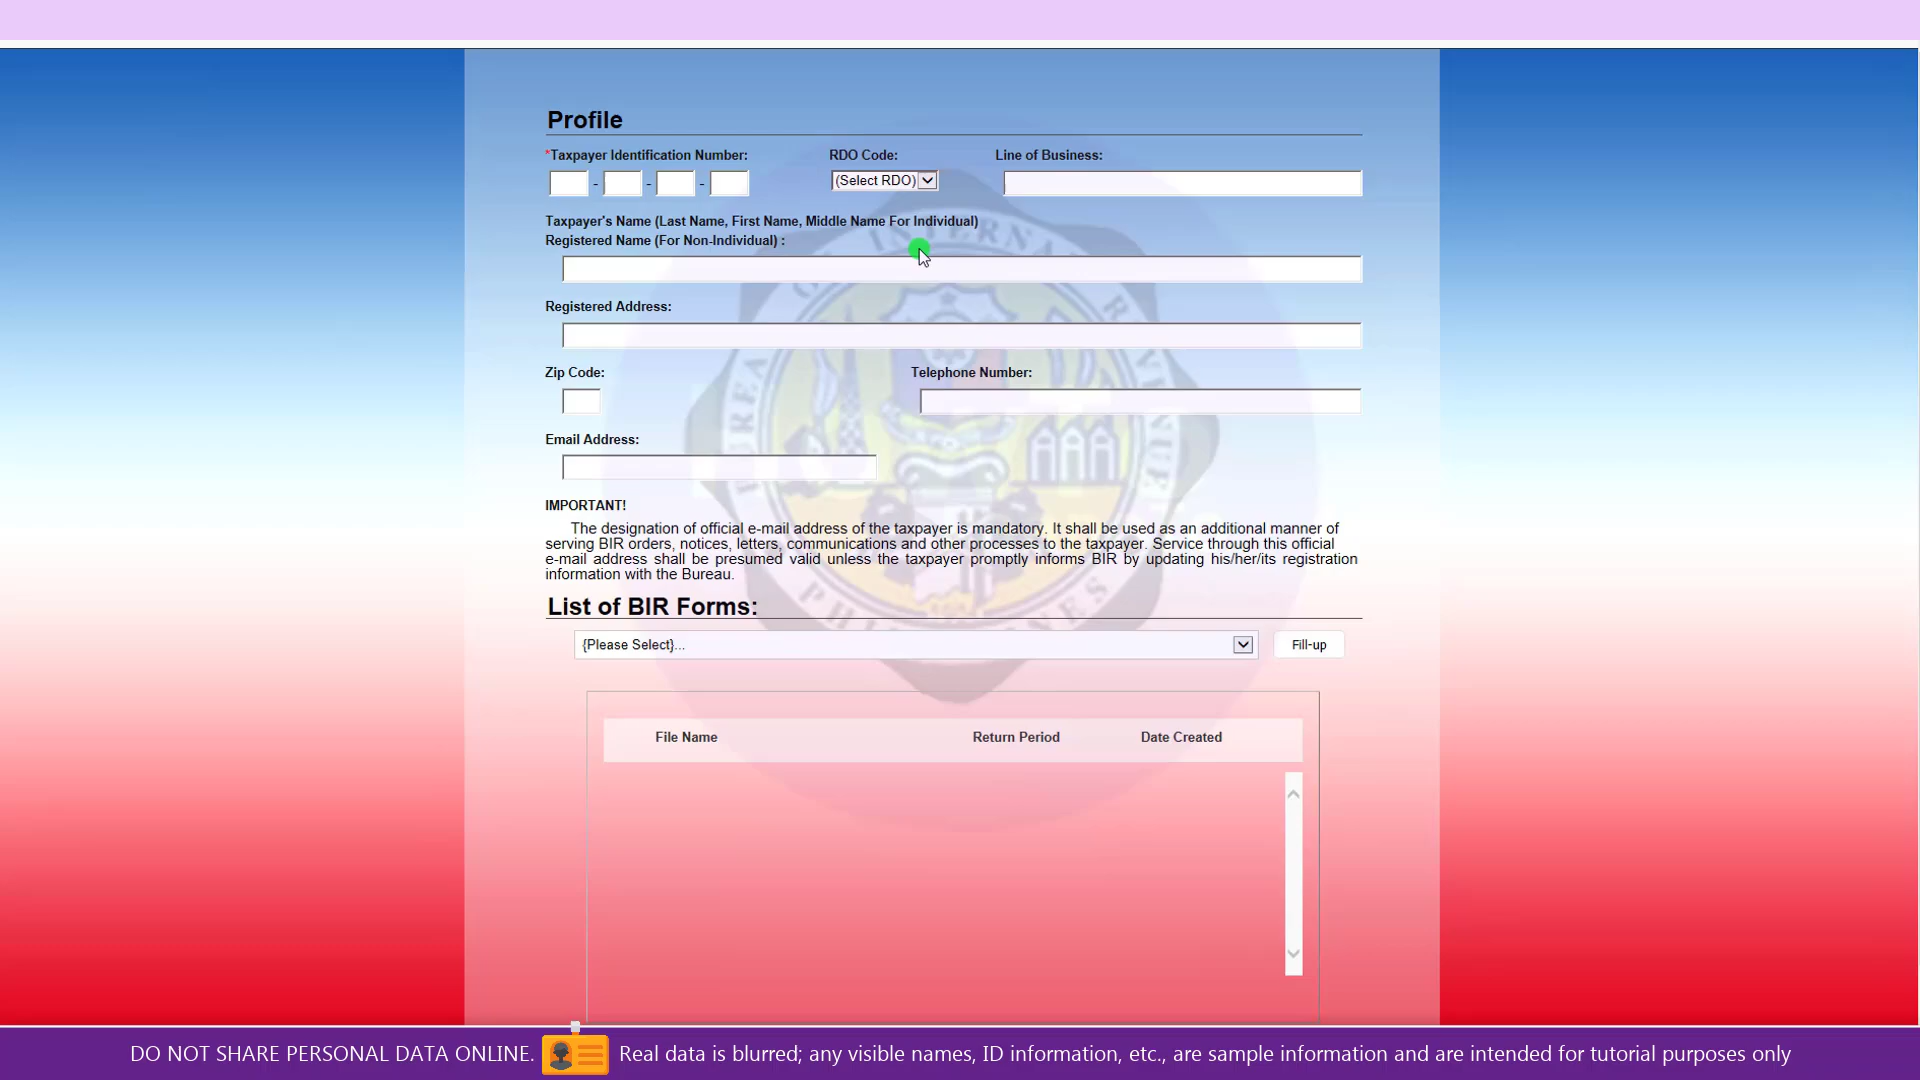 Profile
*Taxpayer Identification Number: RDO Code: Line of Business:
- - - (Select RDO)
Taxpayer's Name (Last Name, First Name, Middle Name For Individual)
Registered Name (For Non-Individual) :
Registered Address:
Zip Code: Telephone Number:
Email Address:
IMPORTANT!
The designation of official e-mail address of the taxpayer is mandatory. It shall be used as an additional manner of
serving BIR orders, notices, letters, communications and other processes to the taxpayer. Service through this official
e-mail address shall be presumed valid unless the taxpayer promptly informs BIR by updating his/her/its registration
information with the Bureau.
List of BIR Forms:
{Please Select}... Fill-up
File Name Return Period Date Created
DO NOT SHARE PERSONAL DATA ONLINE. Real data is blurred; any visible names, ID information, etc., are sample information and are intended for tutorial purposes only